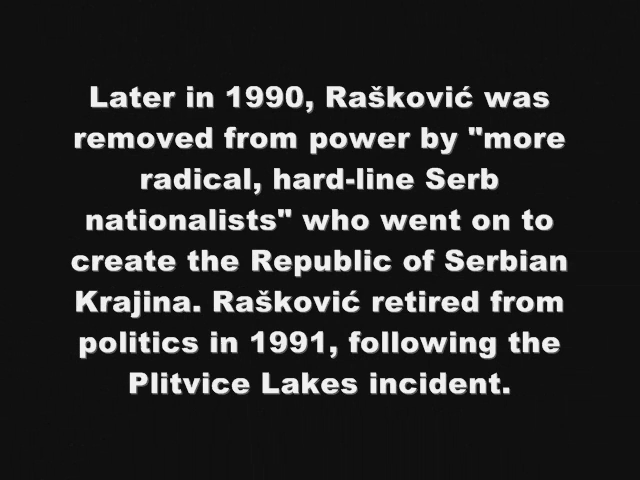 Later in 1990, Rašković was
removed from power by "more
radical, hard-line Serb
nationalists" who went on to
create the Republic of Serbian
Krajina. Rašković retired from
politics in 1991, following the
Plitvice Lakes incident.